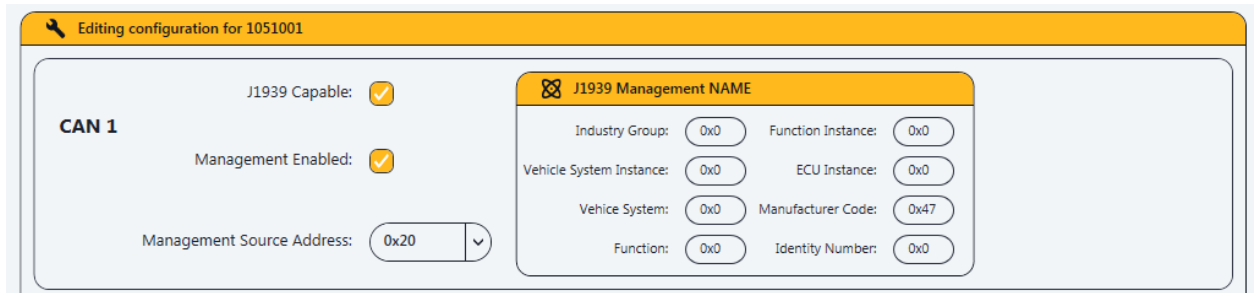 Editing configuration for 1051001
J1939 Capable:
CAN 1
Management Enabled:
Management Source Address: 0x20
J1939 Management NAME
Industry Group: 0x0 Function Instance: 0x0
Vehicle System Instance: 0x0 ECU Instance: 0x0
Vehice System: 0x0 Manufacturer Code: 0x47
Function: 0x0 Identity Number: 0x0